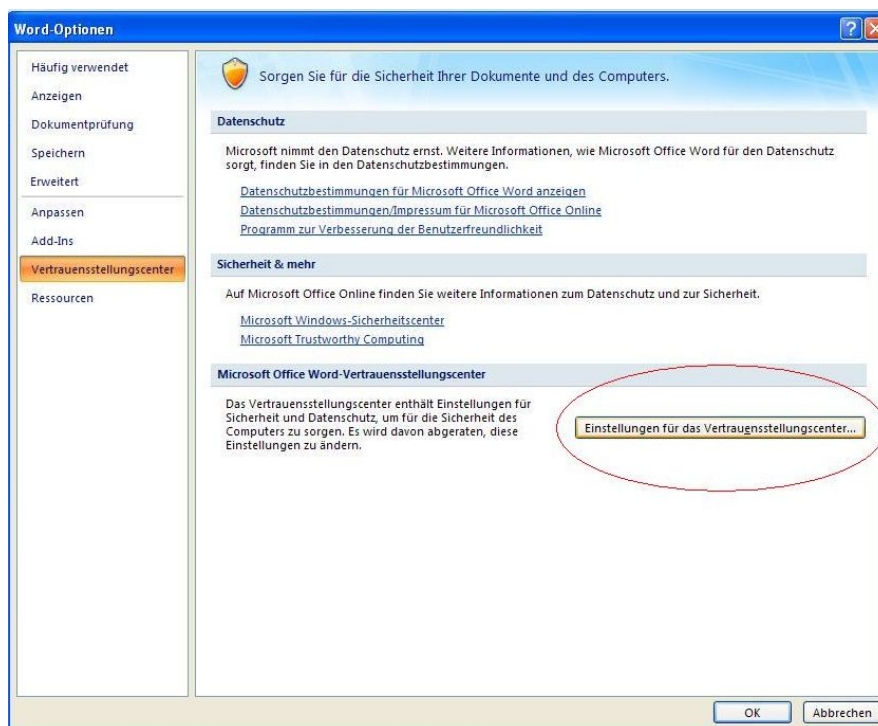 Word-Optionen
Häufig verwendet
Anzeigen
Dokumentprüfung
Speichern
Erweitert
Anpassen
Add-Ins
Vertrauensstellungscenter
Ressourcen
Sorgen Sie für die Sicherheit Ihrer Dokumente und des Computers.
Datenschutz
Microsoft nimmt den Datenschutz ernst. Weitere Informationen, wie Microsoft Office Word für den Datenschutz
sorgt, finden Sie in den Datenschutzbestimmungen.
Datenschutzbestimmungen für Microsoft Office Word anzeigen
Datenschutzbestimmungen/Impressum für Microsoft Office Online
Programm zur Verbesserung der Benutzerfreundlichkeit
Sicherheit & mehr
Auf Microsoft Office Online finden Sie weitere Informationen zum Datenschutz und zur Sicherheit.
Microsoft Windows-Sicherheitscenter
Microsoft Trustworthy Computing
Microsoft Office Word-Vertrauensstellungscenter
Das Vertrauensstellungscenter enthält Einstellungen für
Sicherheit und Datenschutz, um für die Sicherheit des
Computers zu sorgen. Es wird davon abgeraten, diese
Einstellungen zu ändern.
Einstellungen für das Vertrauensstellungscenter...
OK
Abbrechen